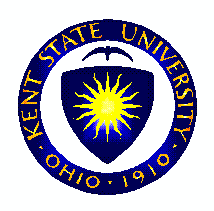 KENT STATE UNIVERSITY
· OHIO · 1910 ·